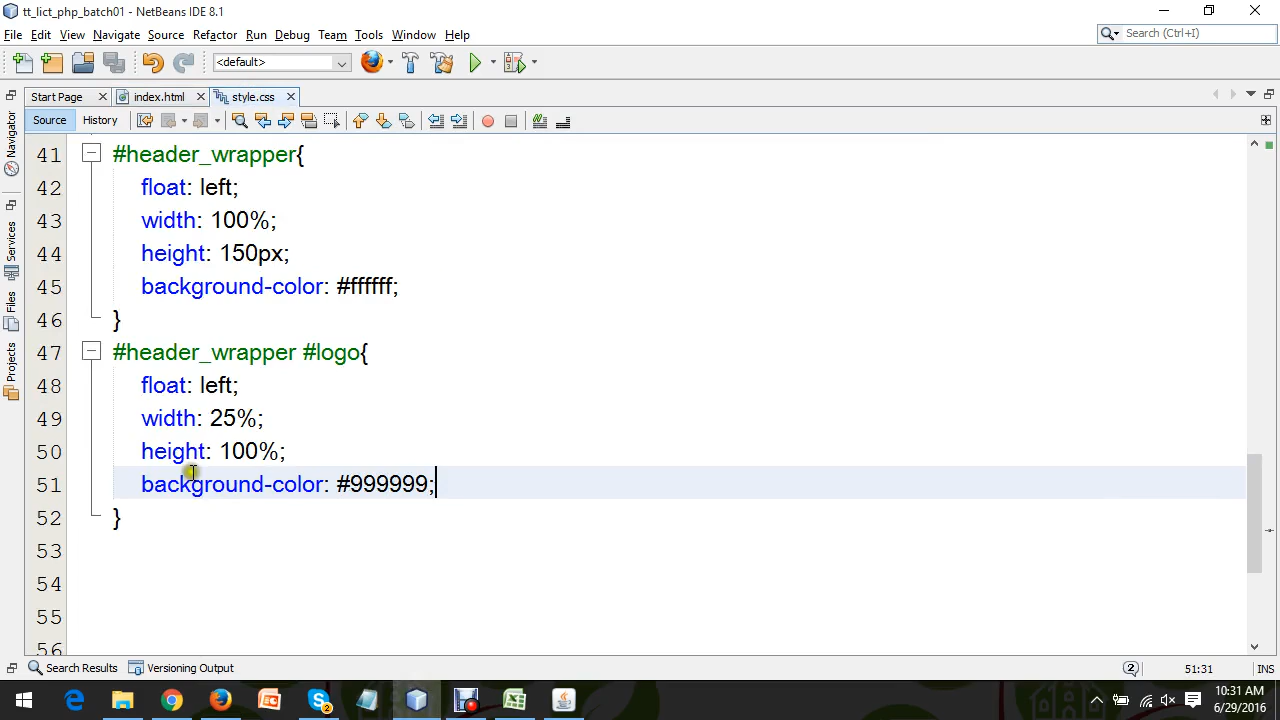 tt_lict_php_batch01 - NetBeans IDE 8.1
File Edit View Navigate Source Refactor Run Debug Team Tools Window Help
Search (Ctrl+I)
<default>
Start Page index.html style.css
Source History
Navigator
Services
Files
Projects
41 #header_wrapper{
42 float: left;
43 width: 100%;
44 height: 150px;
45 background-color: #ffffff;
46 }
47 #header_wrapper #logo{
48 float: left;
49 width: 25%;
50 height: 100%;
51 background-color: #999999;
52 }
53
54
55
56
Search Results Versioning Output 2 51:31 INS
2
10:31 AM
6/29/2016